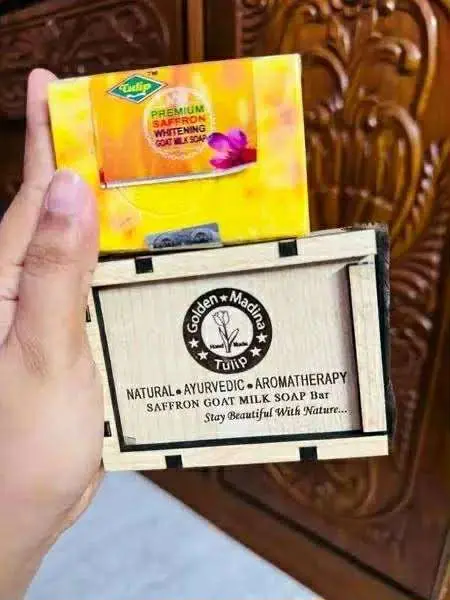 Tulip
TM
PREMIUM
SAFFRON
WHITENING
GOAT MILK SOAP
Golden ★ Madina
★ Tulip ★
Hand Made
NATURAL ● AYURVEDIC ● AROMATHERAPY
SAFFRON GOAT MILK SOAP Bar
Stay Beautiful With Nature...